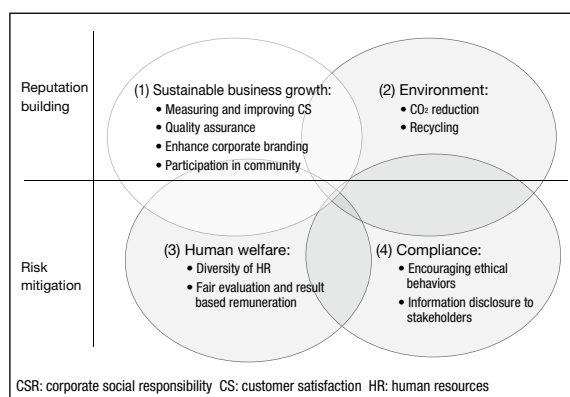 Reputation
building
(1) Sustainable business growth:
• Measuring and improving CS
• Quality assurance
• Enhance corporate branding
• Participation in community
(2) Environment:
• CO₂ reduction
• Recycling
Risk
mitigation
(3) Human welfare:
• Diversity of HR
• Fair evaluation and result
based remuneration
(4) Compliance:
• Encouraging ethical
behaviors
• Information disclosure to
stakeholders
CSR: corporate social responsibility CS: customer satisfaction HR: human resources